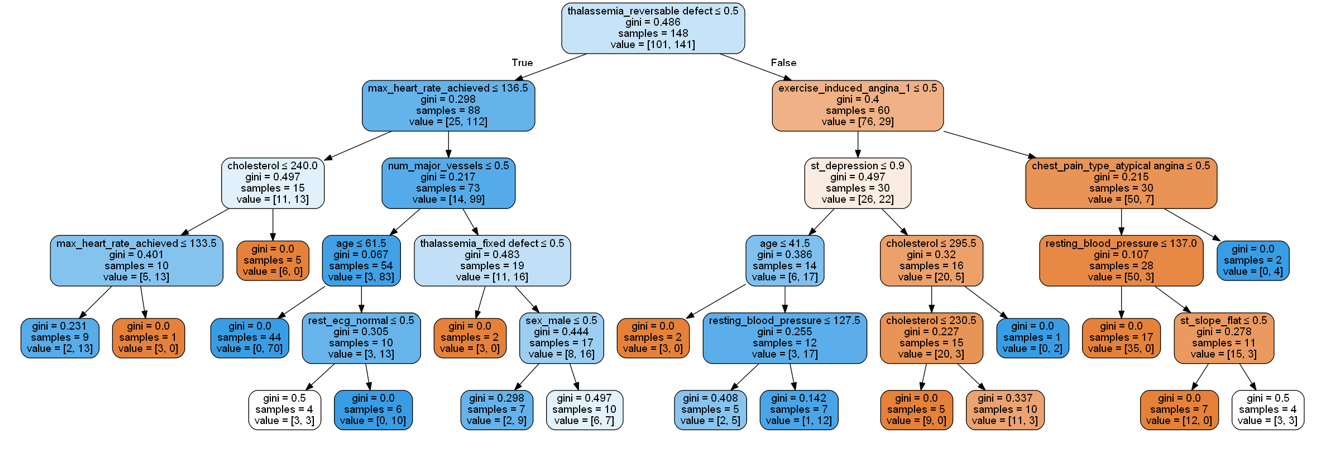 thalassemia_reversable defect ≤ 0.5
gini = 0.486
samples = 148
value = [101, 141]
True
False
max_heart_rate_achieved ≤ 136.5
gini = 0.298
samples = 88
value = [25, 112]
exercise_induced_angina_1 ≤ 0.5
gini = 0.4
samples = 60
value = [76, 29]
cholesterol ≤ 240.0
gini = 0.497
samples = 15
value = [11, 13]
num_major_vessels ≤ 0.5
gini = 0.217
samples = 73
value = [14, 99]
st_depression ≤ 0.9
gini = 0.497
samples = 30
value = [26, 22]
chest_pain_type_atypical angina ≤ 0.5
gini = 0.215
samples = 30
value = [50, 7]
max_heart_rate_achieved ≤ 133.5
gini = 0.401
samples = 10
value = [5, 13]
gini = 0.0
samples = 5
value = [6, 0]
age ≤ 61.5
gini = 0.067
samples = 54
value = [3, 83]
thalassemia_fixed defect ≤ 0.5
gini = 0.483
samples = 19
value = [11, 16]
age ≤ 41.5
gini = 0.386
samples = 14
value = [6, 17]
cholesterol ≤ 295.5
gini = 0.32
samples = 16
value = [20, 5]
resting_blood_pressure ≤ 137.0
gini = 0.107
samples = 28
value = [50, 3]
gini = 0.0
samples = 2
value = [0, 4]
gini = 0.231
samples = 9
value = [2, 13]
gini = 0.0
samples = 1
value = [3, 0]
gini = 0.0
samples = 44
value = [0, 70]
rest_ecg_normal ≤ 0.5
gini = 0.305
samples = 10
value = [3, 13]
gini = 0.0
samples = 2
value = [3, 0]
sex_male ≤ 0.5
gini = 0.444
samples = 17
value = [8, 16]
gini = 0.0
samples = 2
value = [3, 0]
resting_blood_pressure ≤ 127.5
gini = 0.255
samples = 12
value = [3, 17]
cholesterol ≤ 230.5
gini = 0.227
samples = 15
value = [20, 3]
gini = 0.0
samples = 1
value = [0, 2]
gini = 0.0
samples = 17
value = [35, 0]
st_slope_flat ≤ 0.5
gini = 0.278
samples = 11
value = [15, 3]
gini = 0.5
samples = 4
value = [3, 3]
gini = 0.0
samples = 6
value = [0, 10]
gini = 0.298
samples = 7
value = [2, 9]
gini = 0.497
samples = 10
value = [6, 7]
gini = 0.408
samples = 5
value = [2, 5]
gini = 0.142
samples = 7
value = [1, 12]
gini = 0.0
samples = 5
value = [9, 0]
gini = 0.337
samples = 10
value = [11, 3]
gini = 0.0
samples = 7
value = [12, 0]
gini = 0.5
samples = 4
value = [3, 3]